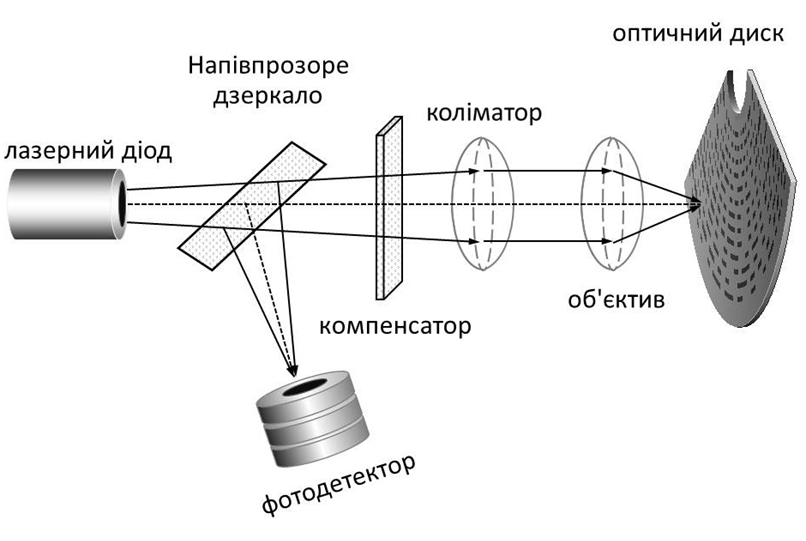 оптичний диск
Напівпрозоре
дзеркало
коліматор
лазерний діод
об'єктив
компенсатор
фотодетектор